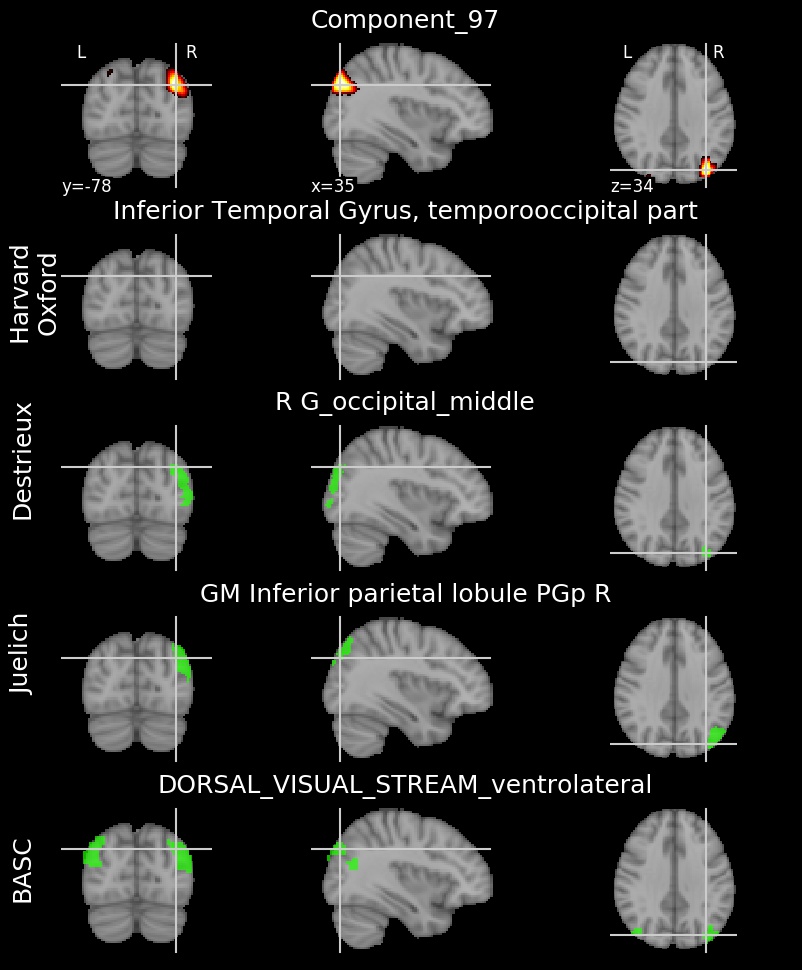 Component_97
L R L R
y=-78 x=35 z=34
Inferior Temporal Gyrus, temporooccipital part
Harvard
Oxford
R G_occipital_middle
Destrieux
GM Inferior parietal lobule PGp R
Juelich
DORSAL_VISUAL_STREAM_ventrolateral
BASC